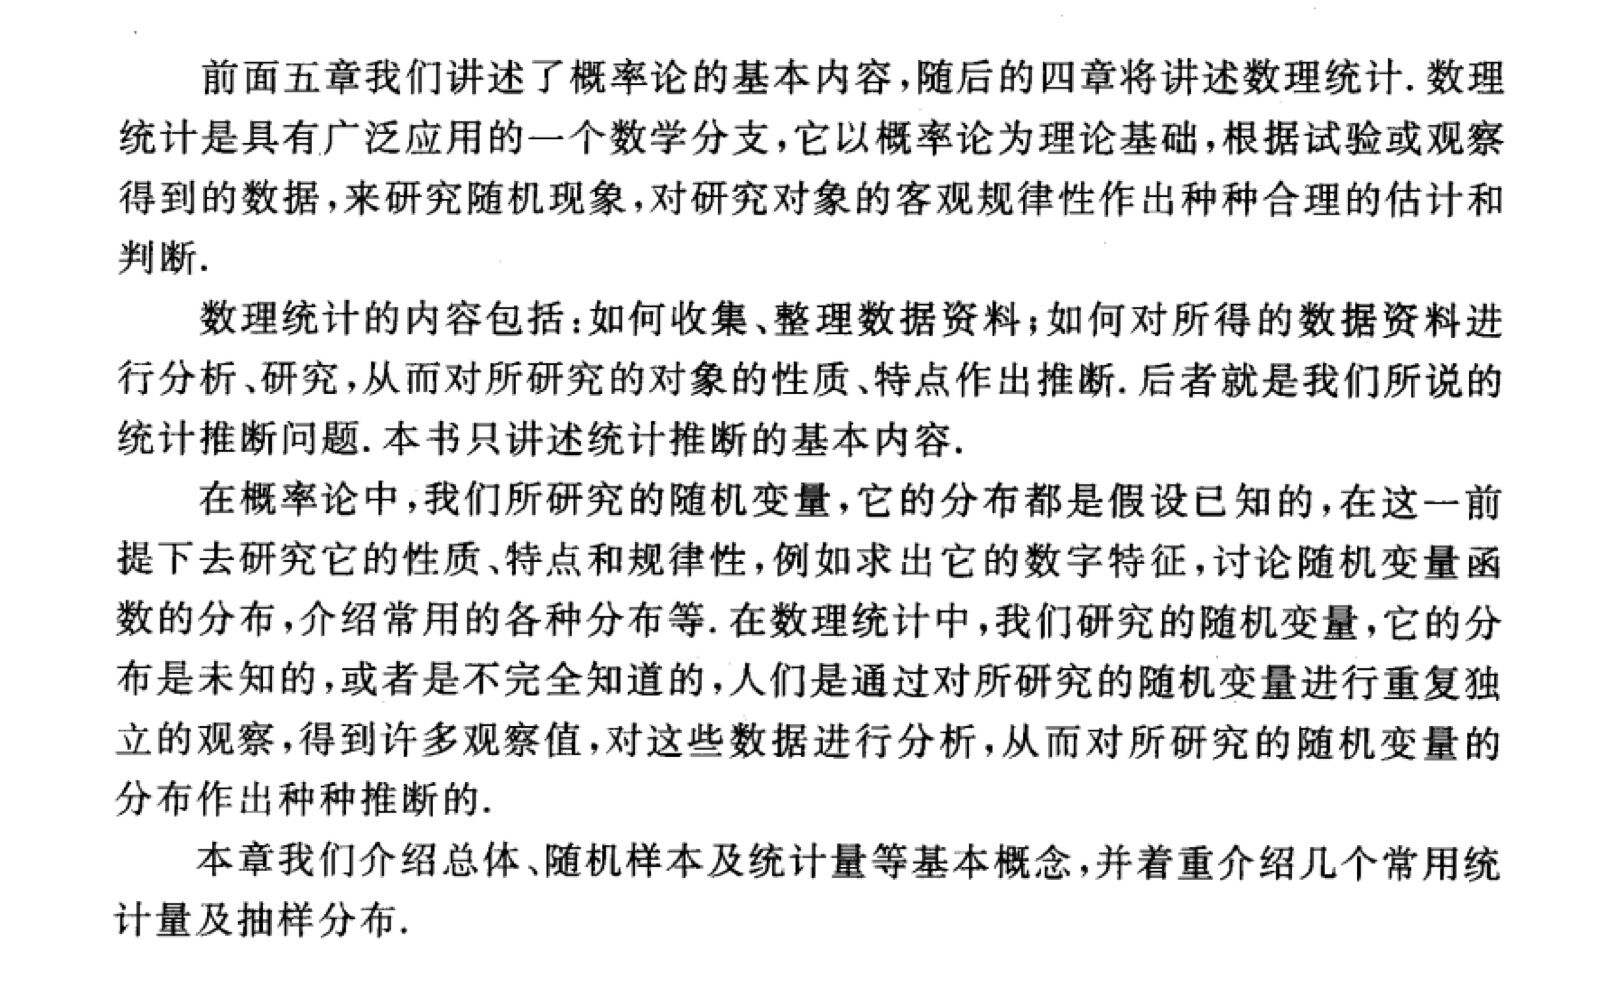 前面五章我们讲述了概率论的基本内容,随后的四章将讲述数理统计.数理
统计是具有广泛应用的一个数学分支,它以概率论为理论基础,根据试验或观察
得到的数据,来研究随机现象,对研究对象的客观规律性作出种种合理的估计和
判断.
数理统计的内容包括:如何收集、整理数据资料;如何对所得的数据资料进
行分析、研究,从而对所研究的对象的性质、特点作出推断.后者就是我们所说的
统计推断问题.本书只讲述统计推断的基本内容.
在概率论中,我们所研究的随机变量,它的分布都是假设已知的,在这一前
提下去研究它的性质、特点和规律性,例如求出它的数字特征,讨论随机变量函
数的分布,介绍常用的各种分布等.在数理统计中,我们研究的随机变量,它的分
布是未知的,或者是不完全知道的,人们是通过对所研究的随机变量进行重复独
立的观察,得到许多观察值,对这些数据进行分析,从而对所研究的随机变量的
分布作出种种推断的.
本章我们介绍总体、随机样本及统计量等基本概念,并着重介绍几个常用统
计量及抽样分布.